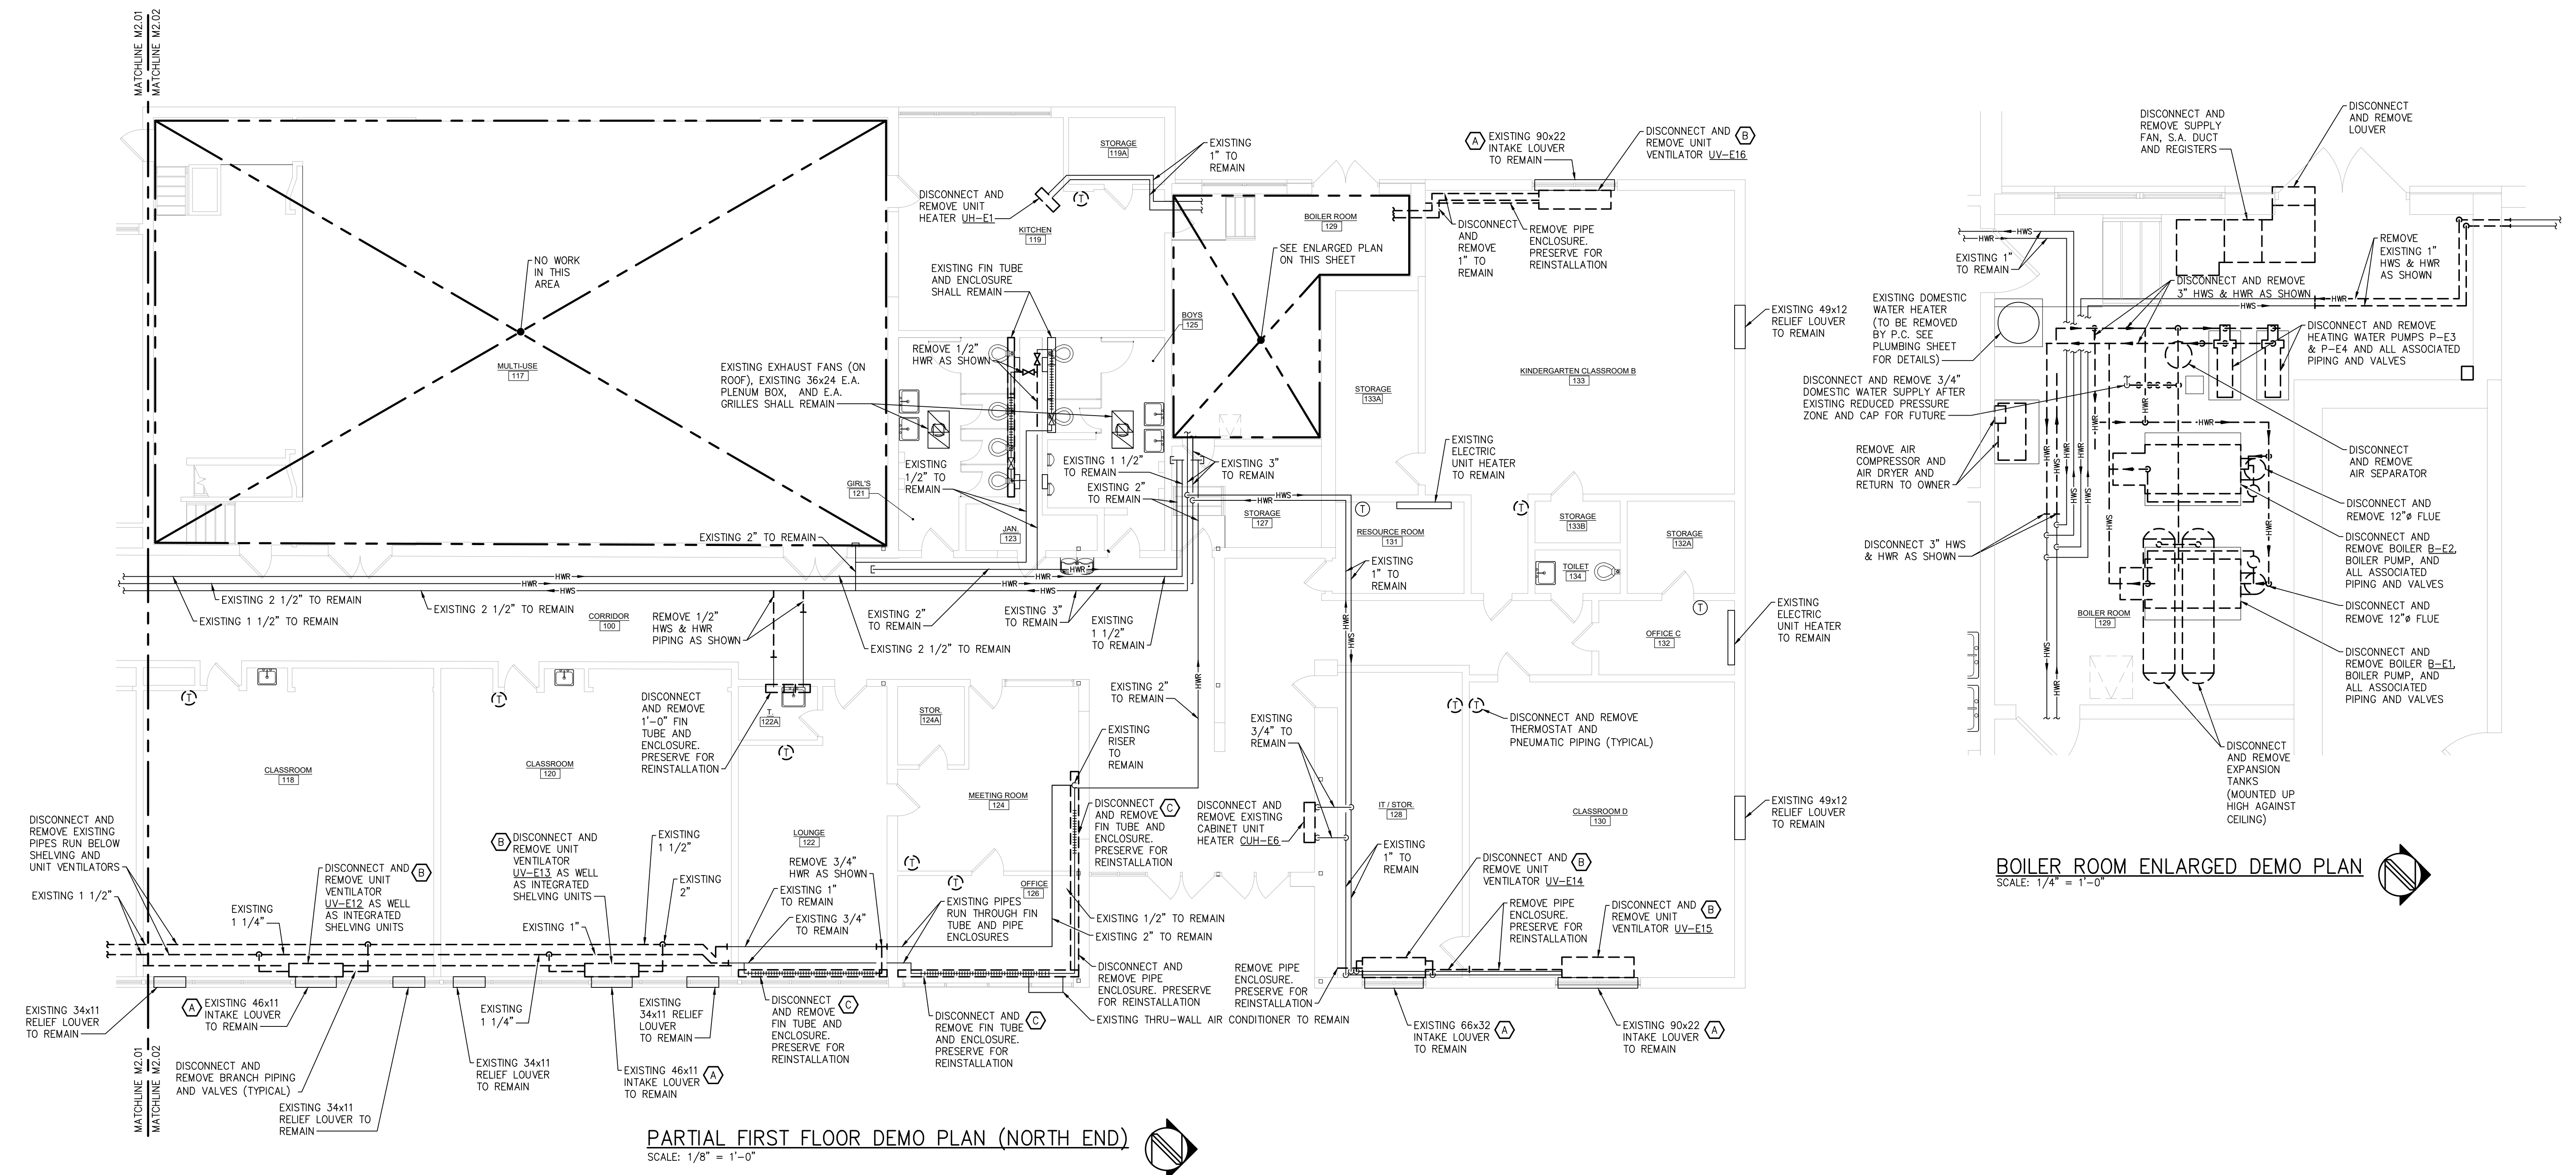 MATCHLINE M2.01
MATCHLINE M2.02
NO WORK
IN THIS
AREA
MULTI-USE
117
STORAGE
119A
EXISTING
1" TO
REMAIN
DISCONNECT AND
REMOVE UNIT
HEATER UH-E1
T
KITCHEN
119
EXISTING FIN TUBE
AND ENCLOSURE
SHALL REMAIN
A
EXISTING 90x22
INTAKE LOUVER
TO REMAIN
DISCONNECT AND
REMOVE UNIT
VENTILATOR UV-E16
B
BOILER ROOM
129
SEE ENLARGED PLAN
ON THIS SHEET
DISCONNECT
AND
REMOVE
1" TO
REMAIN
REMOVE PIPE
ENCLOSURE.
PRESERVE FOR
REINSTALLATION
BOYS
125
REMOVE 1/2"
HWR AS SHOWN
EXISTING EXHAUST FANS (ON
ROOF), EXISTING 36x24 E.A.
PLENUM BOX,  AND E.A.
GRILLES SHALL REMAIN
EXISTING 49x12
RELIEF LOUVER
TO REMAIN
KINDERGARTEN CLASSROOM B
133
STORAGE
133A
EXISTING
ELECTRIC
UNIT HEATER
TO REMAIN
EXISTING
1/2" TO
REMAIN
EXISTING 1 1/2"
TO REMAIN
EXISTING 2"
TO REMAIN
EXISTING 3"
TO REMAIN
GIRL'S
121
JAN.
123
EXISTING 2" TO REMAIN
HWS
HWR
STORAGE
127
T
RESOURCE ROOM
131
T
STORAGE
133B
STORAGE
132A
TOILET
134
EXISTING
1" TO
REMAIN
HWR
HWR
HWR
HWR
HWR
HWS
HWS
EXISTING 2 1/2" TO REMAIN
EXISTING 1 1/2" TO REMAIN
EXISTING 2 1/2" TO REMAIN
CORRIDOR
100
REMOVE 1/2"
HWS & HWR
PIPING AS SHOWN
EXISTING 2"
TO REMAIN
EXISTING 2 1/2" TO REMAIN
EXISTING 3"
TO REMAIN
EXISTING
1 1/2"
TO REMAIN
HWR
HWS
T
OFFICE C
132
EXISTING
ELECTRIC
UNIT HEATER
TO REMAIN
HWR
T
T
DISCONNECT
AND REMOVE
1'-0" FIN
TUBE AND
ENCLOSURE.
PRESERVE FOR
REINSTALLATION
T.
122A
T
STOR.
124A
EXISTING 2"
TO REMAIN
T
T
DISCONNECT AND REMOVE
THERMOSTAT AND
PNEUMATIC PIPING (TYPICAL)
EXISTING
RISER
TO
REMAIN
EXISTING
3/4" TO
REMAIN
CLASSROOM
118
CLASSROOM
120
MEETING ROOM
124
LOUNGE
122
DISCONNECT
AND REMOVE
FIN TUBE AND
ENCLOSURE.
PRESERVE FOR
REINSTALLATION
C
DISCONNECT AND
REMOVE EXISTING
CABINET UNIT
HEATER CUH-E6
IT / STOR.
128
CLASSROOM D
130
EXISTING 49x12
RELIEF LOUVER
TO REMAIN
DISCONNECT AND
REMOVE EXISTING
PIPES RUN BELOW
SHELVING AND
UNIT VENTILATORS
EXISTING 1 1/2"
EXISTING
1 1/4"
DISCONNECT AND
REMOVE UNIT
VENTILATOR
UV-E12 AS WELL
AS INTEGRATED
SHELVING UNITS
B
B
DISCONNECT AND
REMOVE UNIT
VENTILATOR
UV-E13 AS WELL
AS INTEGRATED
SHELVING UNITS
EXISTING 1"
EXISTING
1 1/2"
EXISTING
2"
REMOVE 3/4"
HWR AS SHOWN
EXISTING 1"
TO REMAIN
EXISTING 3/4"
TO REMAIN
T
T
OFFICE
126
EXISTING PIPES
RUN THROUGH FIN
TUBE AND PIPE
ENCLOSURES
EXISTING 1/2" TO REMAIN
EXISTING 2" TO REMAIN
EXISTING
1" TO
REMAIN
DISCONNECT AND
REMOVE UNIT
VENTILATOR UV-E14
B
REMOVE PIPE
ENCLOSURE.
PRESERVE FOR
REINSTALLATION
DISCONNECT AND
REMOVE UNIT
VENTILATOR UV-E15
B
DISCONNECT AND
REMOVE PIPE
ENCLOSURE. PRESERVE
FOR REINSTALLATION
REMOVE PIPE
ENCLOSURE.
PRESERVE FOR
REINSTALLATION
EXISTING 34x11
RELIEF LOUVER
TO REMAIN
A
EXISTING 46x11
INTAKE LOUVER
TO REMAIN
EXISTING
1 1/4"
EXISTING
34x11 RELIEF
LOUVER
TO REMAIN
DISCONNECT
AND REMOVE
FIN TUBE AND
ENCLOSURE.
PRESERVE FOR
REINSTALLATION
C
DISCONNECT AND
REMOVE FIN TUBE
AND ENCLOSURE.
PRESERVE FOR
REINSTALLATION
C
EXISTING THRU-WALL AIR CONDITIONER TO REMAIN
EXISTING 66x32
INTAKE LOUVER
TO REMAIN
A
EXISTING 90x22
INTAKE LOUVER
TO REMAIN
A
MATCHLINE M2.01
MATCHLINE M2.02
DISCONNECT AND
REMOVE BRANCH PIPING
AND VALVES (TYPICAL)
EXISTING 34x11
RELIEF LOUVER TO
REMAIN
EXISTING 34x11
RELIEF LOUVER
TO REMAIN
EXISTING 46x11
INTAKE LOUVER
TO REMAIN
A
PARTIAL FIRST FLOOR DEMO PLAN (NORTH END)
SCALE: 1/8" = 1'-0"
N
DISCONNECT AND
REMOVE SUPPLY
FAN, S.A. DUCT
AND REGISTERS
DISCONNECT
AND REMOVE
LOUVER
HWS
HWR
EXISTING 1"
TO REMAIN
REMOVE
EXISTING 1"
HWS & HWR
AS SHOWN
DISCONNECT AND REMOVE
3" HWS & HWR AS SHOWN
HWR
HWS
EXISTING DOMESTIC
WATER HEATER
(TO BE REMOVED
BY P.C. SEE
PLUMBING SHEET
FOR DETAILS)
DISCONNECT AND REMOVE
HEATING WATER PUMPS P-E3
& P-E4 AND ALL ASSOCIATED
PIPING AND VALVES
DISCONNECT AND REMOVE 3/4"
DOMESTIC WATER SUPPLY AFTER
EXISTING REDUCED PRESSURE
ZONE AND CAP FOR FUTURE
HWR
HWR
REMOVE AIR
COMPRESSOR AND
AIR DRYER AND
RETURN TO OWNER
HWR
HWS
HWR
HWS
HWR
HWS
DISCONNECT
AND REMOVE
AIR SEPARATOR
DISCONNECT AND
REMOVE 12"ø FLUE
HWS
HWR
DISCONNECT 3" HWS
& HWR AS SHOWN
DISCONNECT AND
REMOVE BOILER B-E2,
BOILER PUMP, AND
ALL ASSOCIATED
PIPING AND VALVES
DISCONNECT AND
REMOVE 12"ø FLUE
BOILER ROOM
129
HWS
HWR
DISCONNECT AND
REMOVE BOILER B-E1,
BOILER PUMP, AND
ALL ASSOCIATED
PIPING AND VALVES
DISCONNECT
AND REMOVE
EXPANSION
TANKS
(MOUNTED UP
HIGH AGAINST
CEILING)
BOILER ROOM ENLARGED DEMO PLAN
SCALE: 1/4" = 1'-0"
N